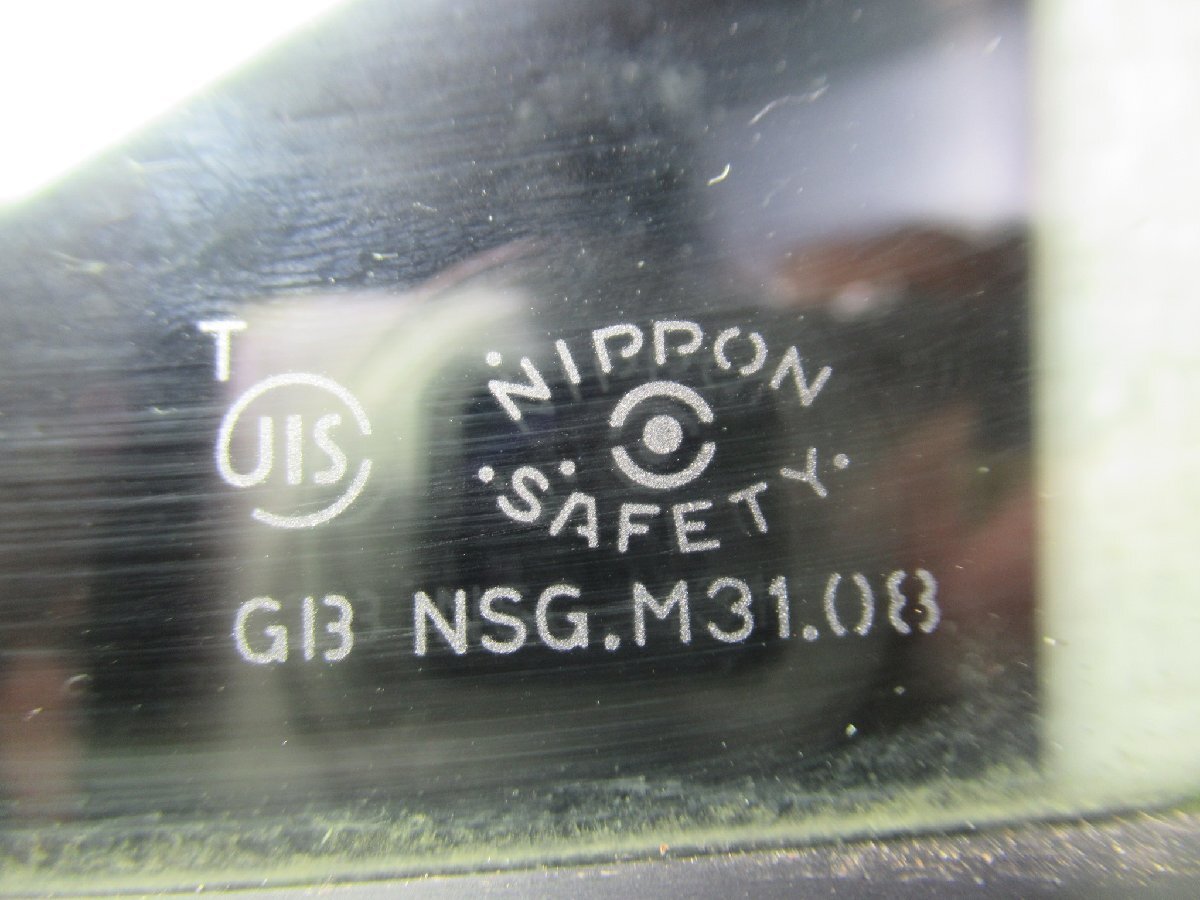 T
JIS
NIPPON
SAFETY
GB NSG.M31.08